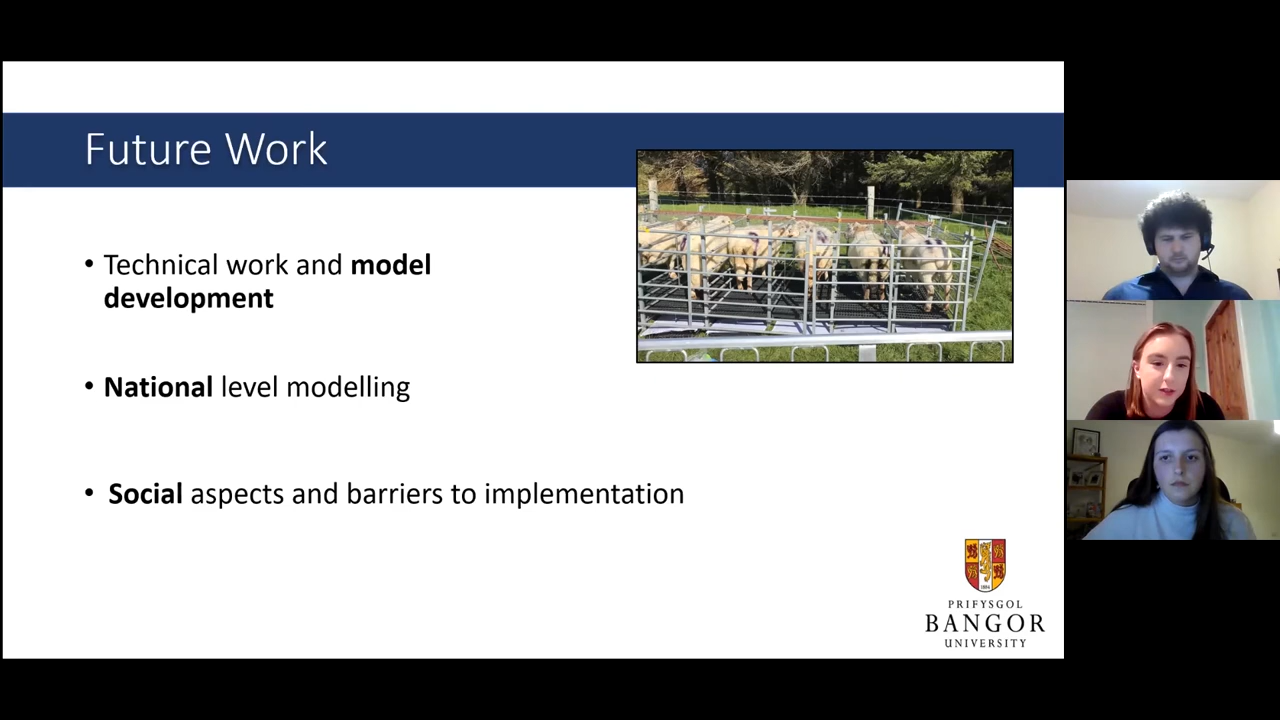 Future Work
• Technical work and model
development
• National level modelling
• Social aspects and barriers to implementation
1884
PRIFYSGOL
BANGOR
UNIVERSITY